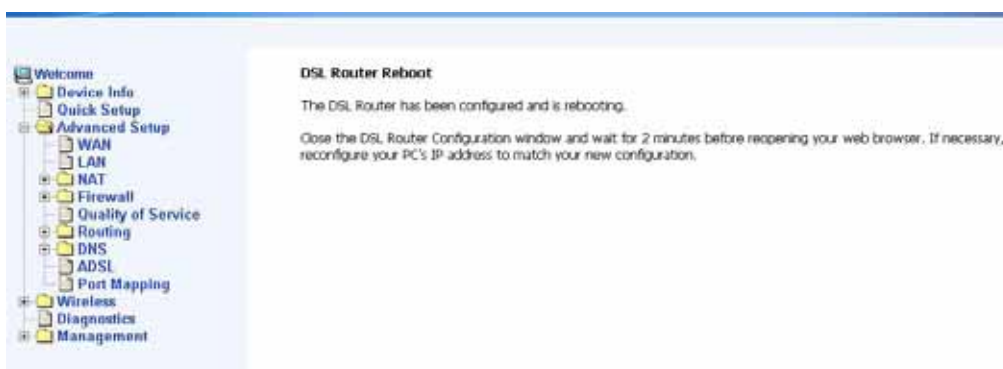 Welcome
Device Info
Quick Setup
Advanced Setup
WAN
LAN
NAT
Firewall
Quality of Service
Routing
DNS
ADSL
Port Mapping
Wireless
Diagnostics
Management
DSL Router Reboot
The DSL Router has been configured and is rebooting.
Close the DSL Router Configuration window and wait for 2 minutes before reopening your web browser. If necessary,
reconfigure your PC's IP address to match your new configuration.